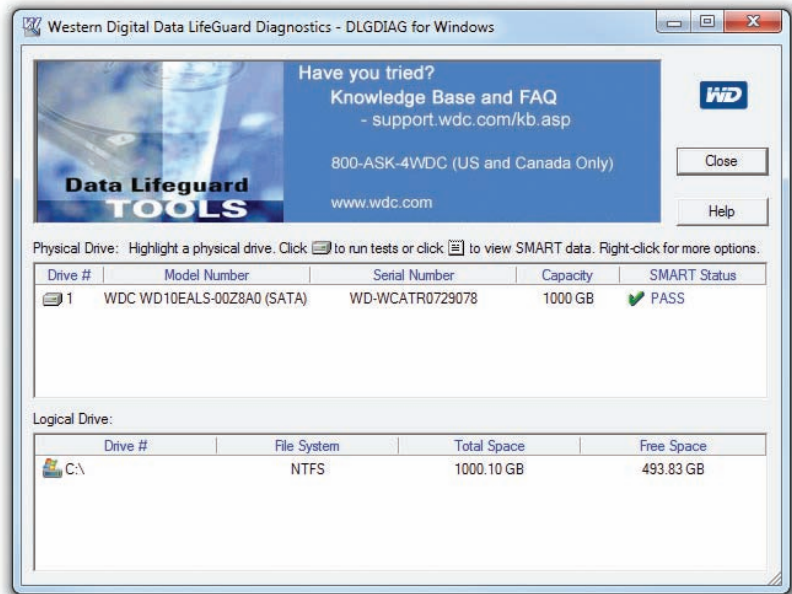 Western Digital Data LifeGuard Diagnostics - DLGDIAG for Windows
Have you tried?
Knowledge Base and FAQ
- support.wdc.com/kb.asp
800-ASK-4WDC (US and Canada Only)
www.wdc.com
Data Lifeguard
TOOLS
WD
Close
Help
Physical Drive: Highlight a physical drive. Click to run tests or click to view SMART data. Right-click for more options.
Drive # Model Number Serial Number Capacity SMART Status
1 WDC WD10EALS-00Z8A0 (SATA) WD-WCATR0729078 1000 GB PASS
Logical Drive:
Drive # File System Total Space Free Space
C:\ NTFS 1000.10 GB 493.83 GB